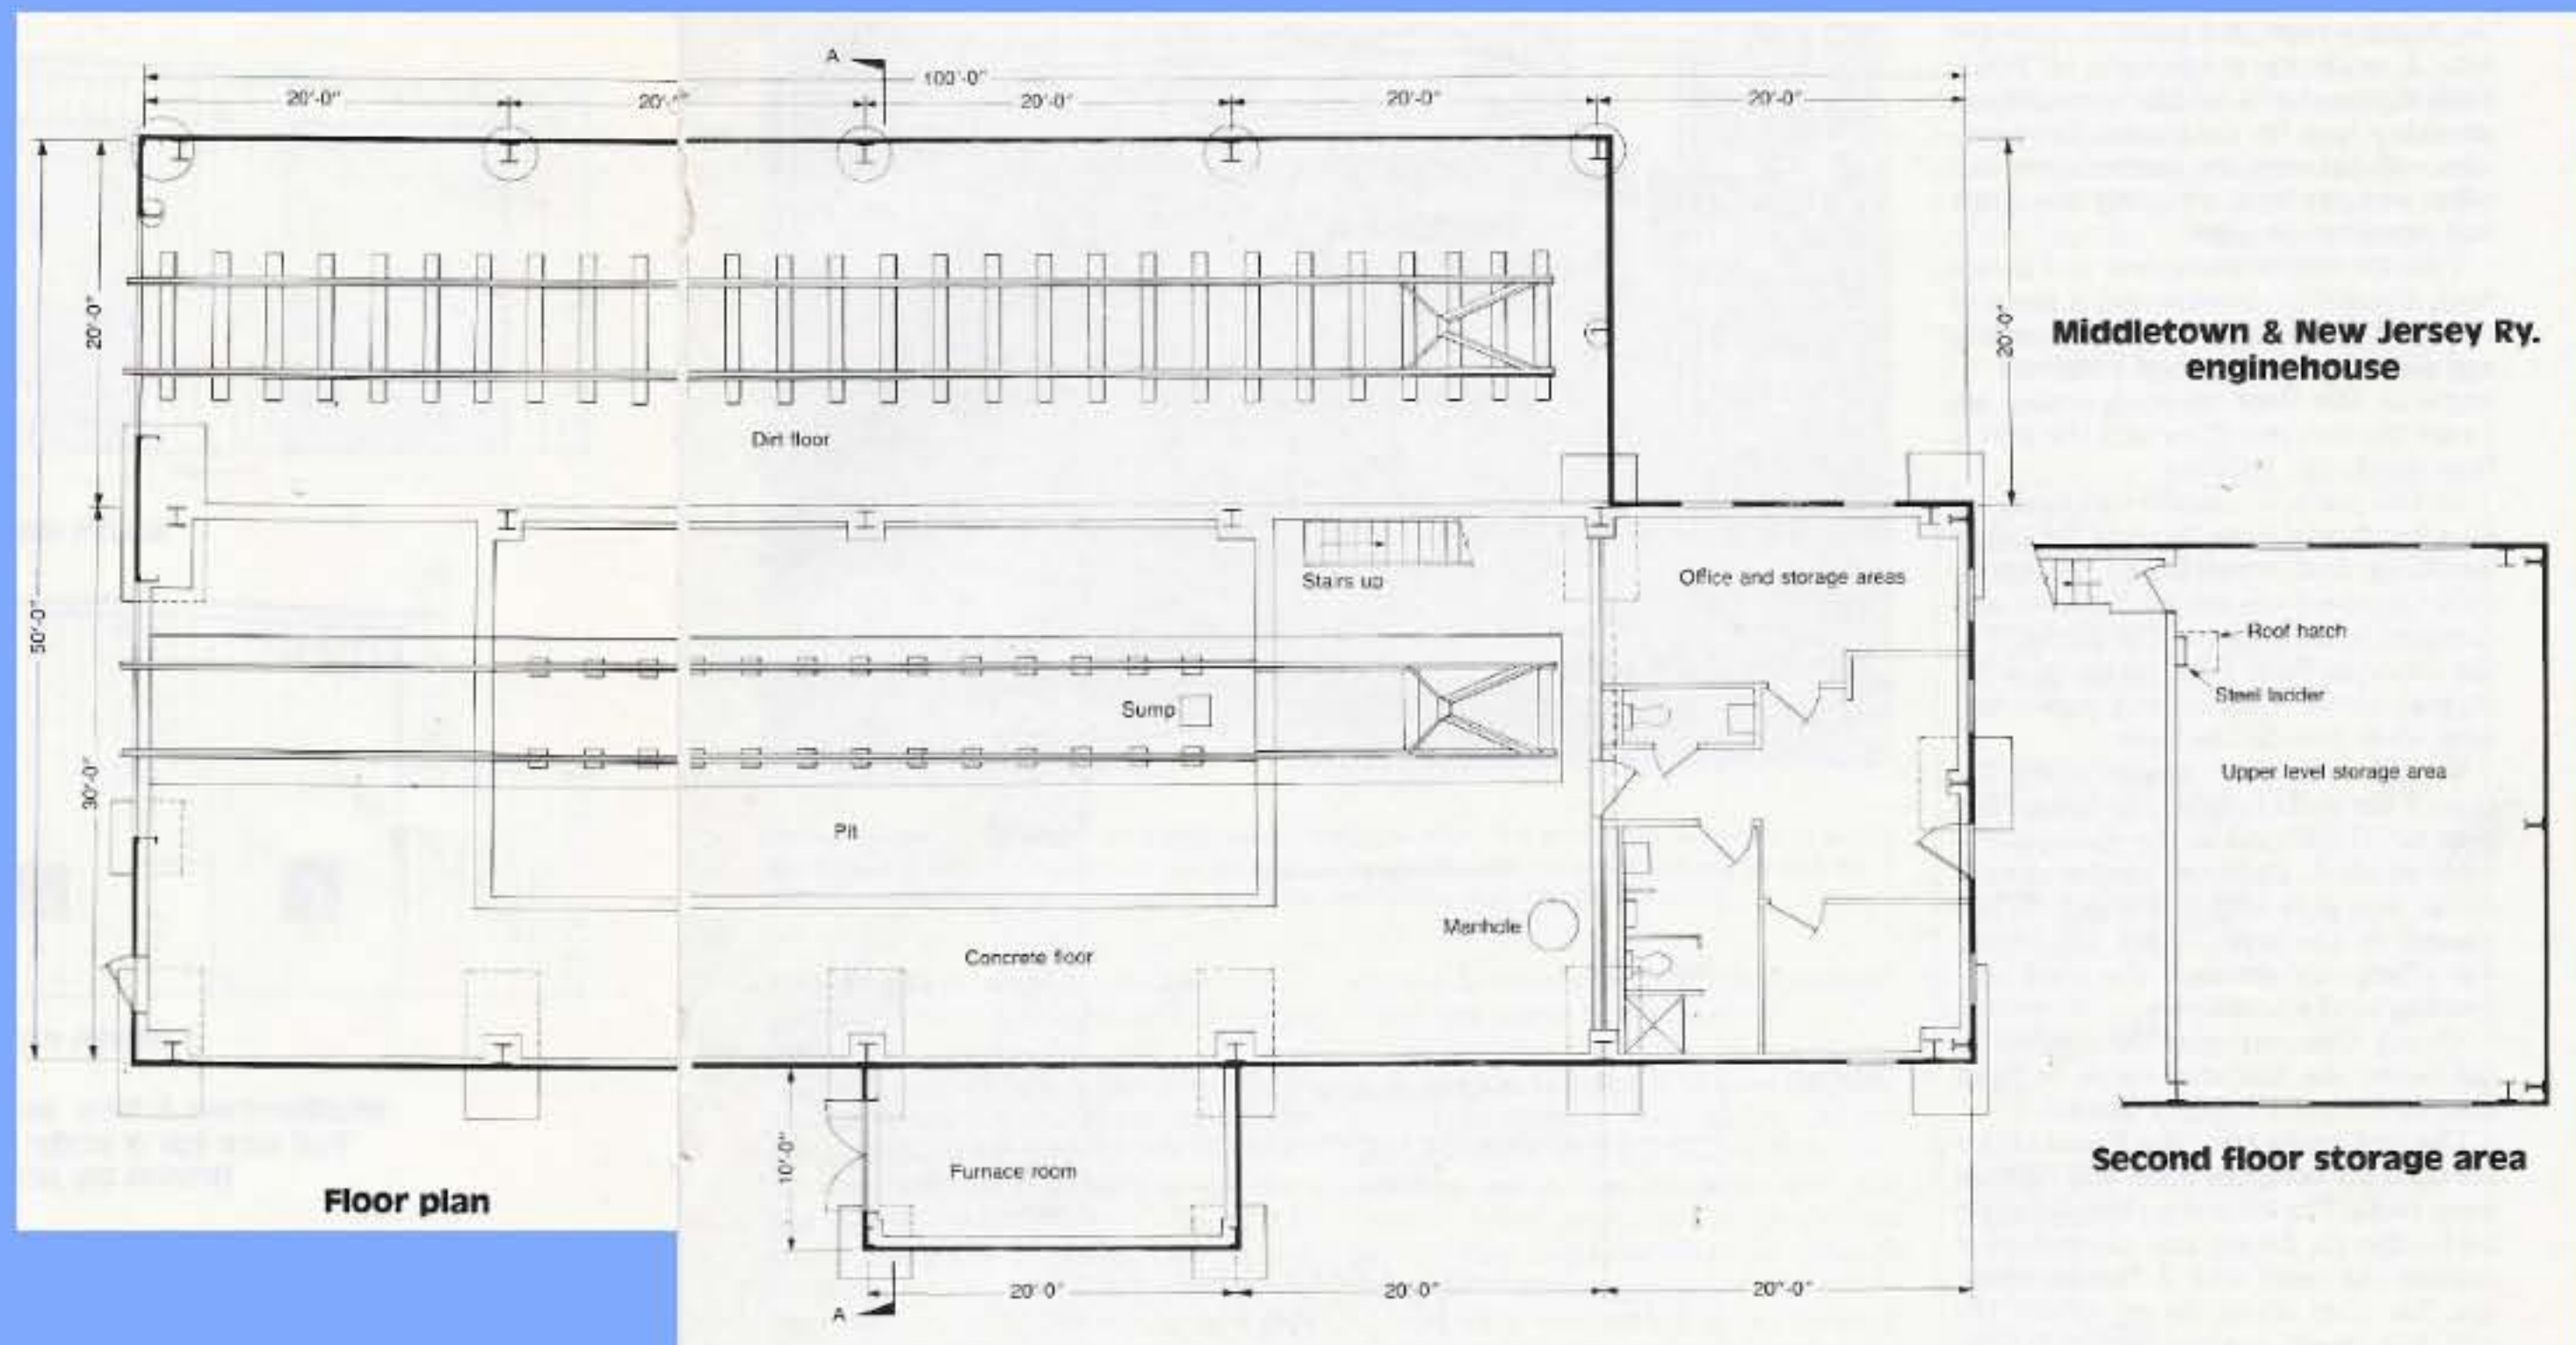 A
100'-0"
20'-0"
20'-"
20'-0"
20'-0"
20'-0"
20'-0"
20'-0"
Middletown & New Jersey Ry.
enginehouse
Dirt floor
50'-0"
Stairs up
Office and storage areas
Roof hatch
Steel ladder
Sump
30'-0"
Upper level storage area
Pit
Manhole
Concrete floor
10'-0"
Furnace room
Second floor storage area
Floor plan
20'-0"
20'-0"
20'-0"
A